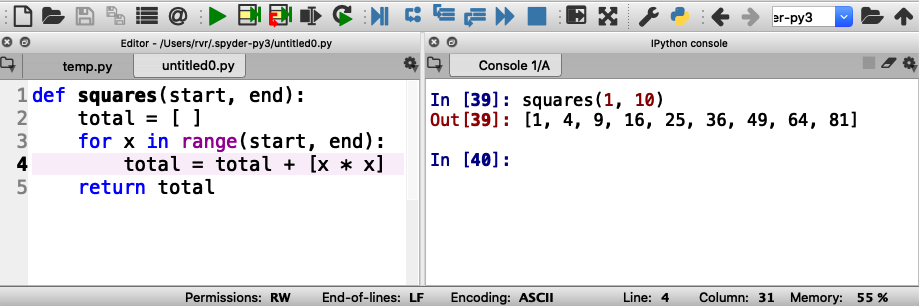 er-py3
Editor - /Users/rvr/.spyder-py3/untitled0.py
temp.py
untitled0.py
1 def squares(start, end):
2 total = [ ]
3 for x in range(start, end):
4 total = total + [x * x]
5 return total
IPython console
Console 1/A
In [39]: squares(1, 10)
Out[39]: [1, 4, 9, 16, 25, 36, 49, 64, 81]
In [40]:
Permissions: RW End-of-lines: LF Encoding: ASCII Line: 4 Column: 31 Memory: 55 %